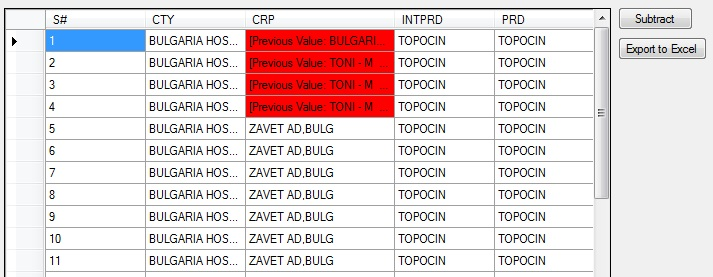 S# CTY CRP INTPRD PRD Subtract
1 BULGARIA HOS... [Previous Value: BULGARI... TOPOCIN TOPOCIN Export to Excel
2 BULGARIA HOS... [Previous Value: TONI - M ... TOPOCIN TOPOCIN
3 BULGARIA HOS... [Previous Value: TONI - M ... TOPOCIN TOPOCIN
4 BULGARIA HOS... [Previous Value: TONI - M ... TOPOCIN TOPOCIN
5 BULGARIA HOS... ZAVET AD,BULG TOPOCIN TOPOCIN
6 BULGARIA HOS... ZAVET AD,BULG TOPOCIN TOPOCIN
7 BULGARIA HOS... ZAVET AD,BULG TOPOCIN TOPOCIN
8 BULGARIA HOS... ZAVET AD,BULG TOPOCIN TOPOCIN
9 BULGARIA HOS... ZAVET AD,BULG TOPOCIN TOPOCIN
10 BULGARIA HOS... ZAVET AD,BULG TOPOCIN TOPOCIN
11 BULGARIA HOS... ZAVET AD,BULG TOPOCIN TOPOCIN